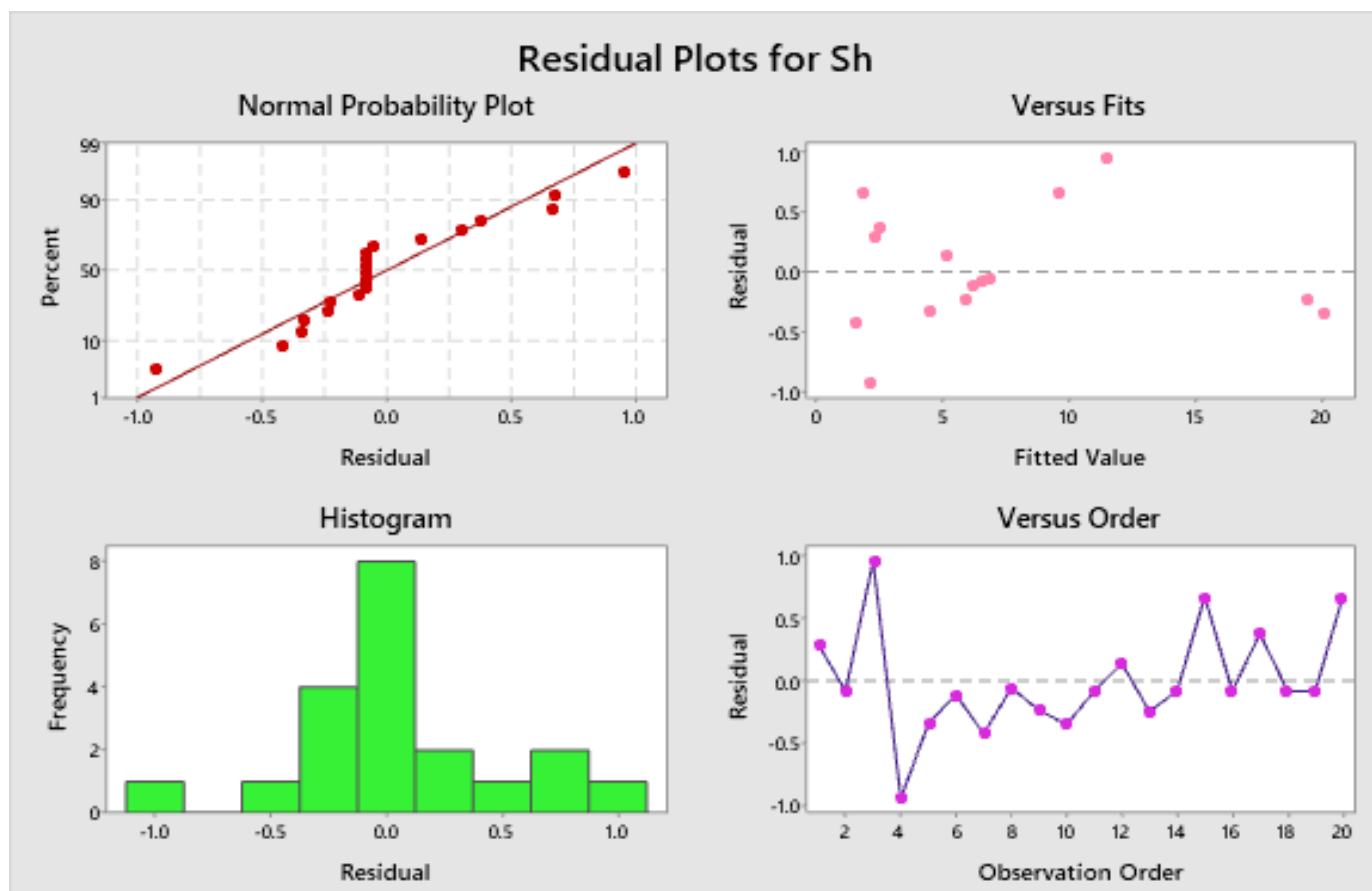 Residual Plots for Sh
Normal Probability Plot
Versus Fits
99
90
50
10
1
Percent
-1.0 -0.5 0.0 0.5 1.0
Residual
1.0
0.5
0.0
-0.5
-1.0
Residual
0 5 10 15 20
Fitted Value
Histogram
Versus Order
8
6
4
2
0
Frequency
-1.0 -0.5 0.0 0.5 1.0
Residual
1.0
0.5
0.0
-0.5
-1.0
Residual
2 4 6 8 10 12 14 16 18 20
Observation Order